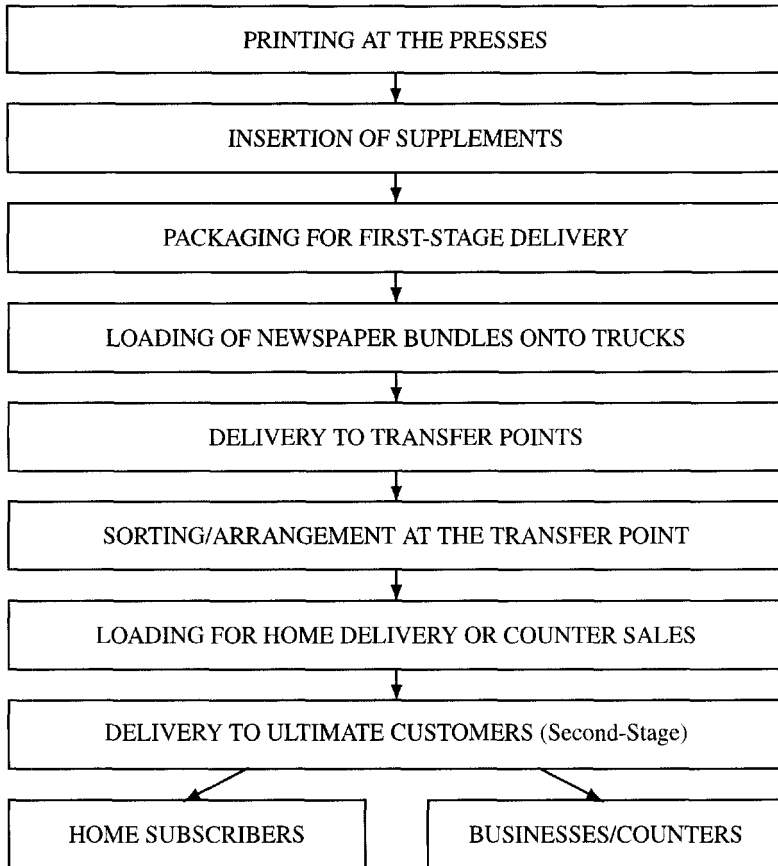 PRINTING AT THE PRESSES
INSERTION OF SUPPLEMENTS
PACKAGING FOR FIRST-STAGE DELIVERY
LOADING OF NEWSPAPER BUNDLES ONTO TRUCKS
DELIVERY TO TRANSFER POINTS
SORTING/ARRANGEMENT AT THE TRANSFER POINT
LOADING FOR HOME DELIVERY OR COUNTER SALES
DELIVERY TO ULTIMATE CUSTOMERS (Second-Stage)
HOME SUBSCRIBERS
BUSINESSES/COUNTERS